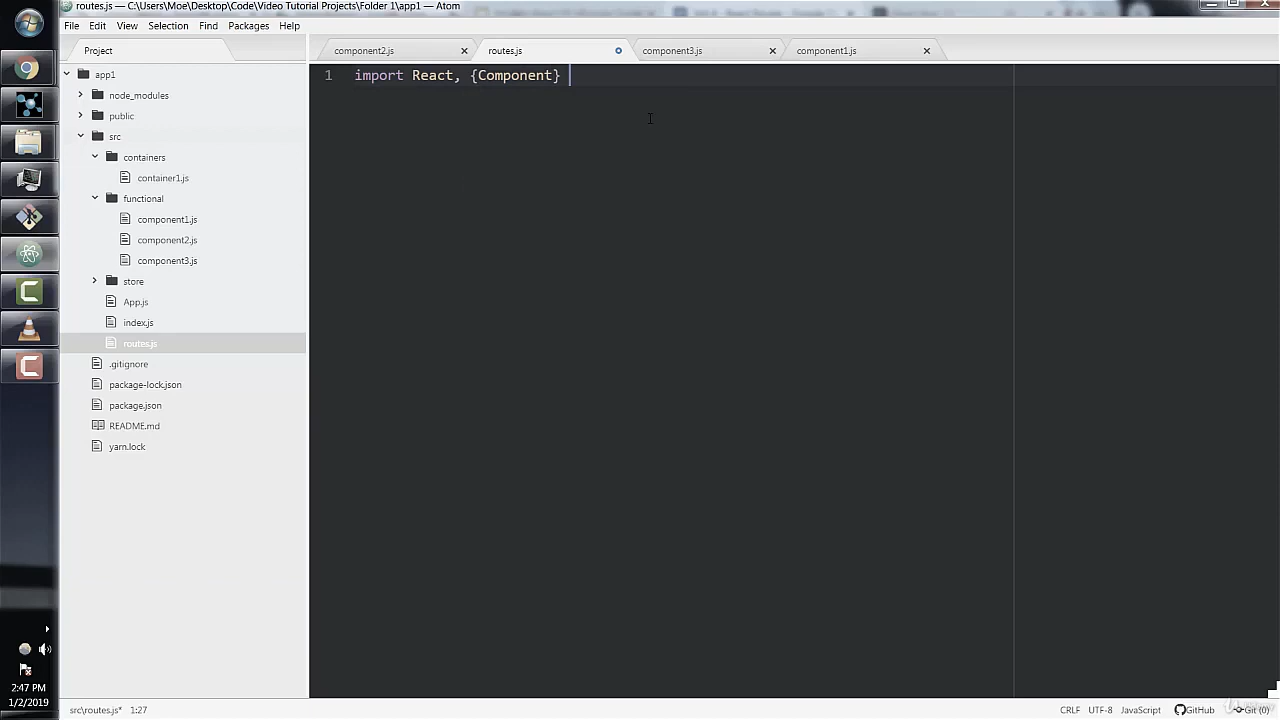 routes.js — C:\Users\Moe\Desktop\Code\Video Tutorial Projects\Folder 1\app1 — Atom
File Edit View Selection Find Packages Help
Project
component2.js
routes.js
component3.js
component1.js
app1
node_modules
public
src
containers
container1.js
functional
component1.js
component2.js
component3.js
store
App.js
index.js
routes.js
.gitignore
package-lock.json
package.json
README.md
yarn.lock
1 import React, {Component}
2:47 PM
1/2/2019
src\routes.js* 1:27
CRLF UTF-8 JavaScript GitHub Git (0)